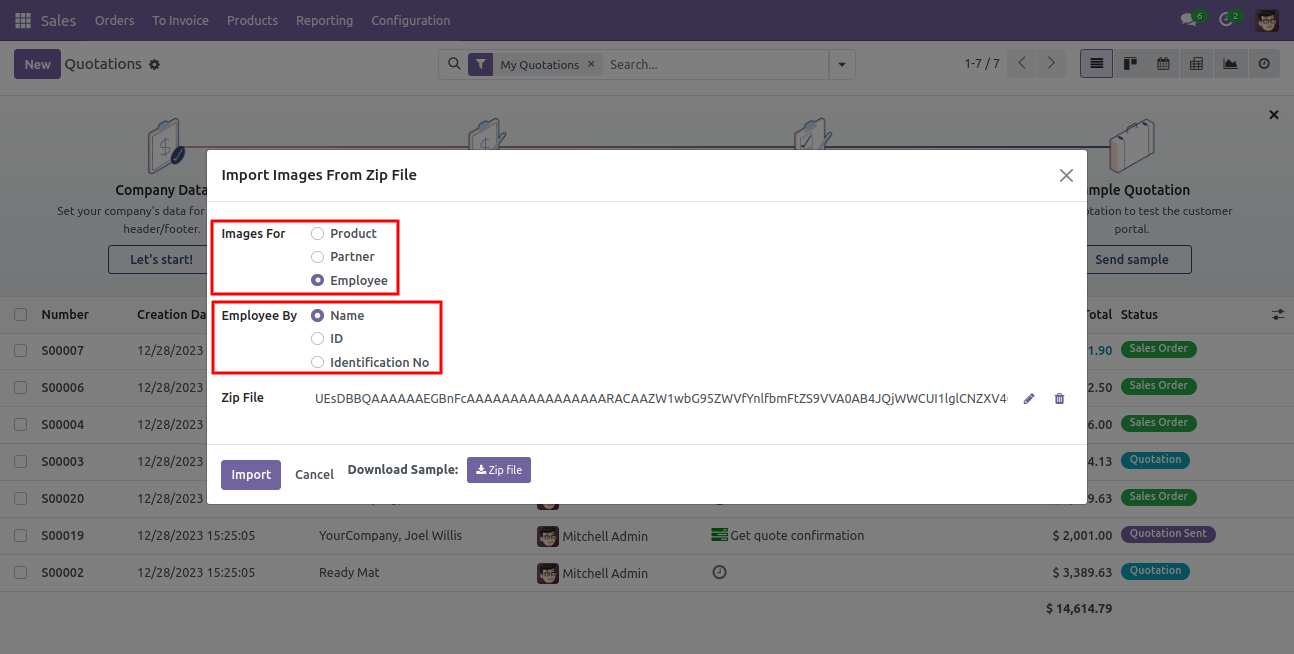 Sales Orders To Invoice Products Reporting Configuration 6 2
New Quotations My Quotations × Search... 1-7 / 7
Company Data
Set your company's data for
header/footer.
Let's start!
mple Quotation
otation to test the customer
portal.
Send sample
Import Images From Zip File
Images For Product
Partner
Employee
Employee By Name
ID
Identification No
Zip File
Import Cancel Download Sample: Zip file
Number Creation Da Total Status
S00007 12/28/2023 1.90 Sales Order
S00006 12/28/2023 2.50 Sales Order
S00004 12/28/2023 6.00 Sales Order
S00003 12/28/2023 4.13 Quotation
S00020 12/28/2023 9.63 Sales Order
S00019 12/28/2023 15:25:05 YourCompany, Joel Willis Mitchell Admin Get quote confirmation $ 2,001.00 Quotation Sent
S00002 12/28/2023 15:25:05 Ready Mat Mitchell Admin $ 3,389.63 Quotation
$ 14,614.79